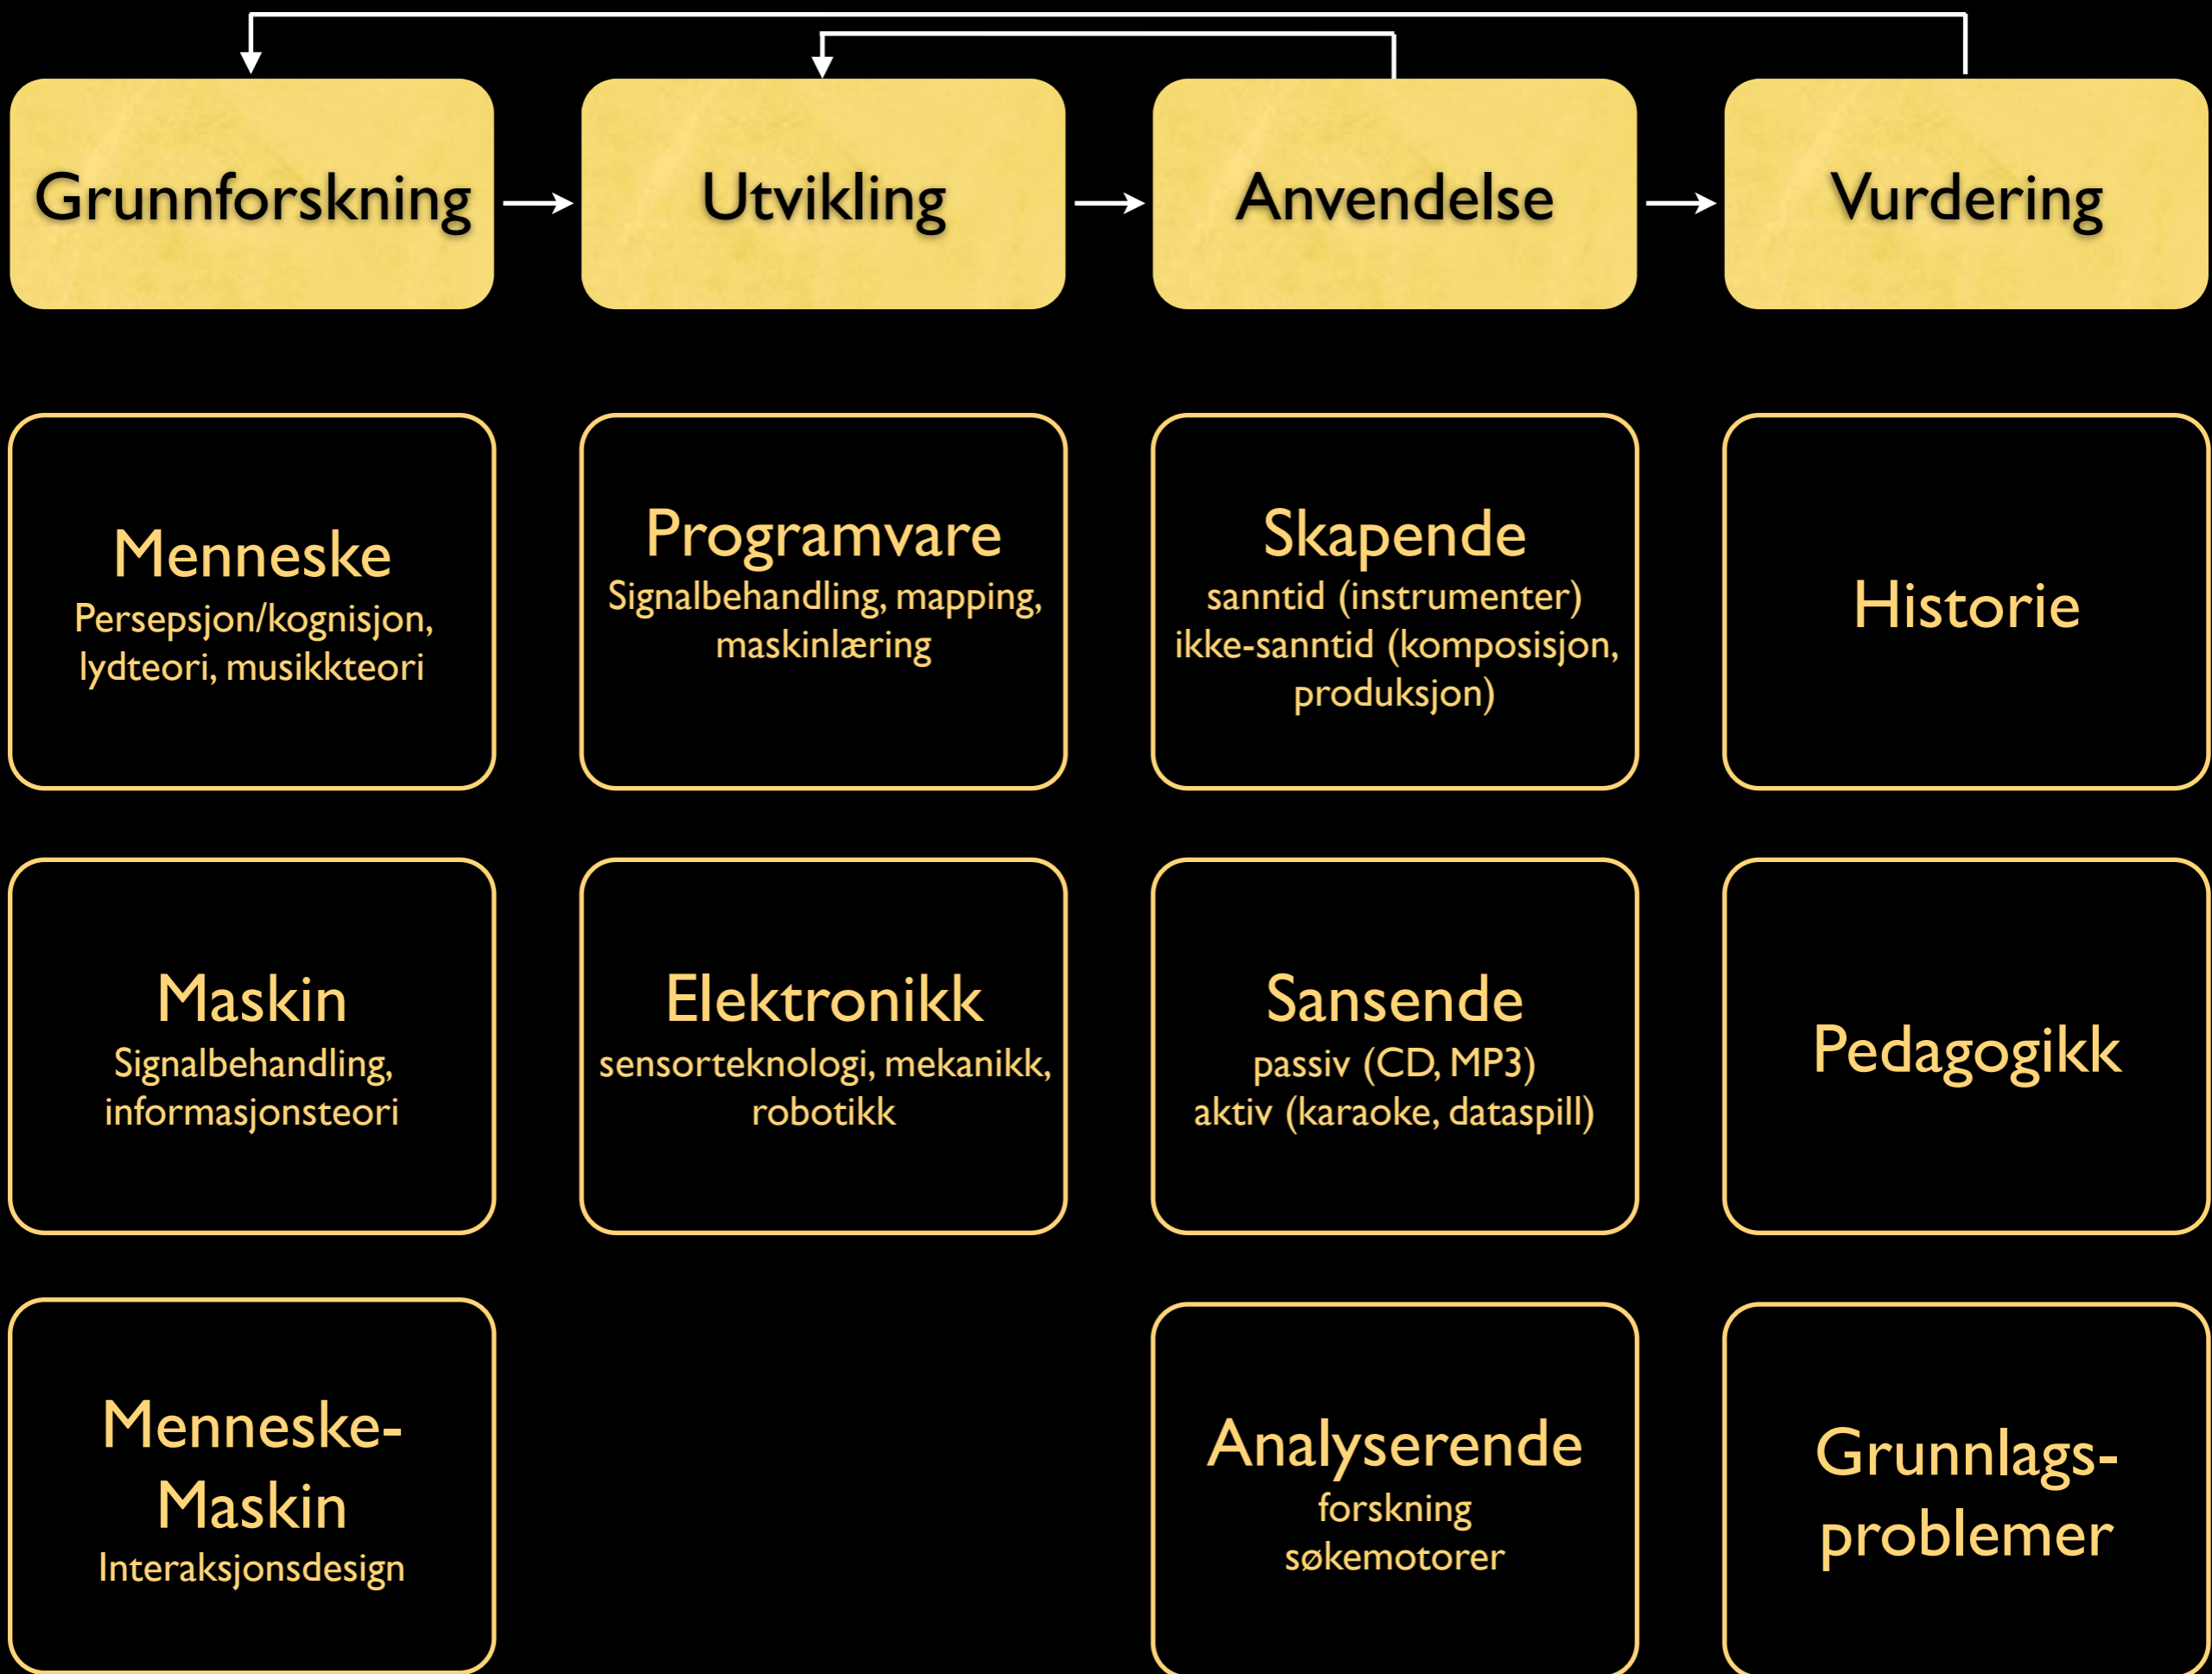 Grunnforskning
Utvikling
Anvendelse
Vurdering
Menneske
Persepsjon/kognisjon,
lydteori, musikkteori
Programvare
Signalbehandling, mapping,
maskinlæring
Skapende
sanntid (instrumenter)
ikke-sanntid (komposisjon,
produksjon)
Historie
Maskin
Signalbehandling,
informasjonsteori
Elektronikk
sensorteknologi, mekanikk,
robotikk
Sansende
passiv (CD, MP3)
aktiv (karaoke, dataspill)
Pedagogikk
Menneske-
Maskin
Interaksjonsdesign
Analyserende
forskning
søkemotorer
Grunnlags-
problemer